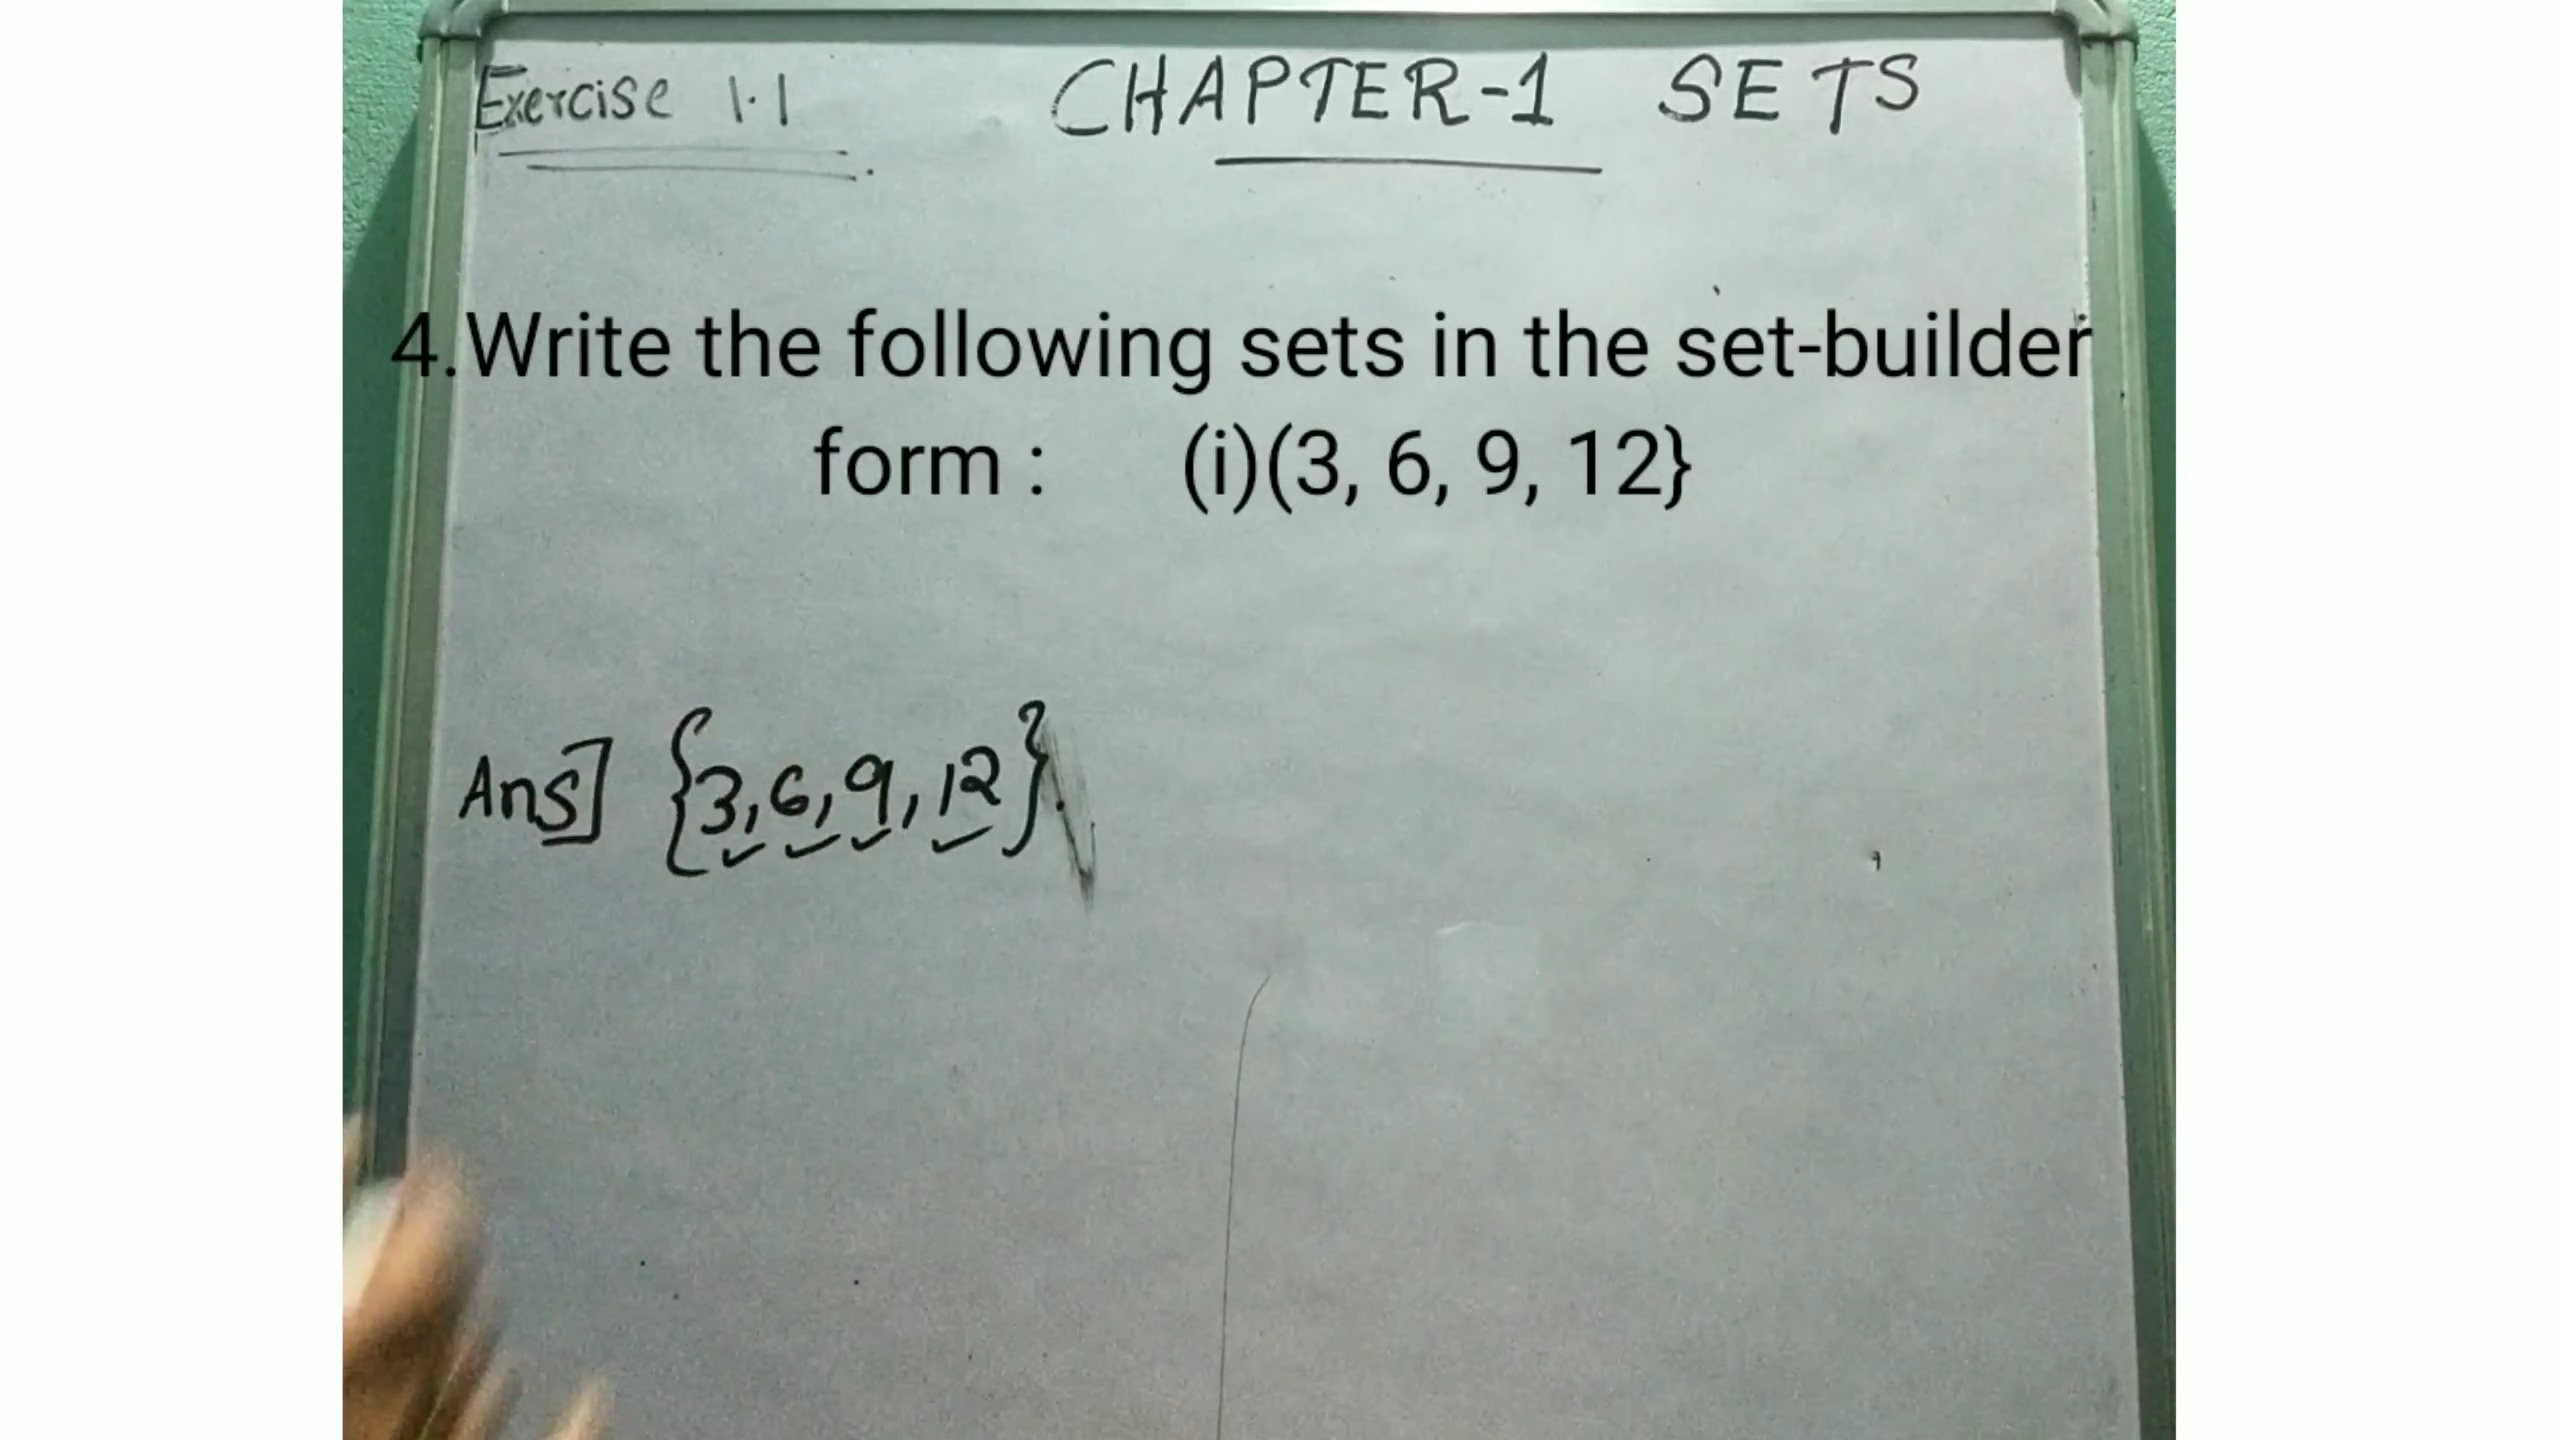 Exercise 1.1 CHAPTER-1 SETS
4.Write the following sets in the set-builder
form : (i)(3, 6, 9, 12}
Ans] {3,6,9,12}.